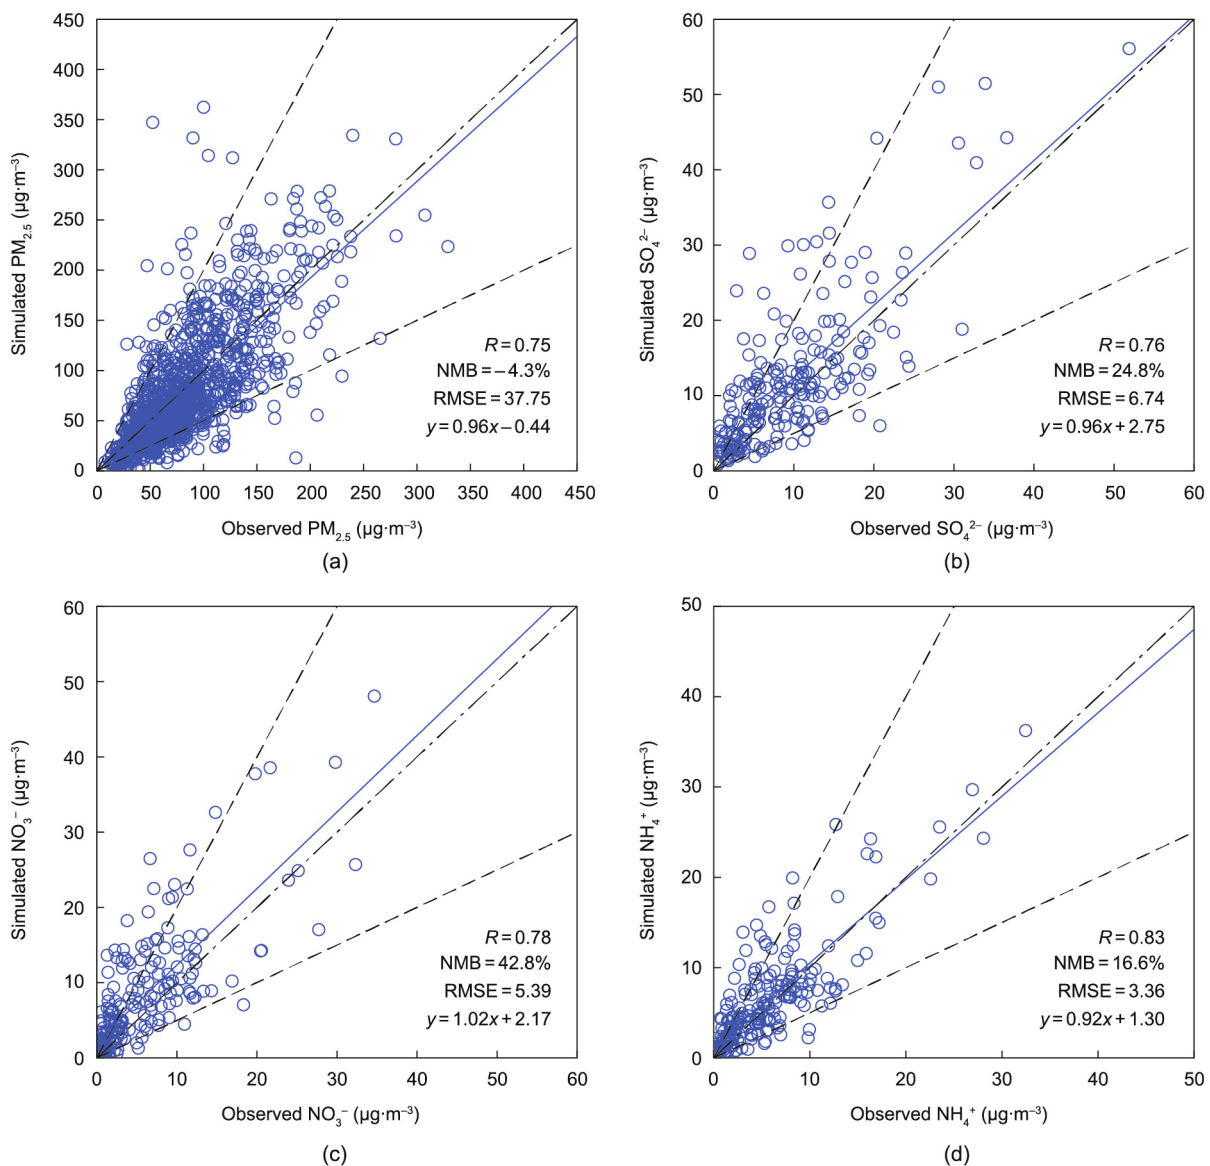 450
400
350
300
250
200
150
100
50
0
Simulated PM2.5 (μg·m−3)
R = 0.75
NMB = −4.3%
RMSE = 37.75
y = 0.96x − 0.44
0 50 100 150 200 250 300 350 400 450
Observed PM2.5 (μg·m−3)
(a)
60
50
40
30
20
10
0
Simulated SO4^2− (μg·m−3)
R = 0.76
NMB = 24.8%
RMSE = 6.74
y = 0.96x + 2.75
0 10 20 30 40 50 60
Observed SO4^2− (μg·m−3)
(b)
60
50
40
30
20
10
0
Simulated NO3− (μg·m−3)
R = 0.78
NMB = 42.8%
RMSE = 5.39
y = 1.02x + 2.17
0 10 20 30 40 50 60
Observed NO3− (μg·m−3)
(c)
50
40
30
20
10
0
Simulated NH4+ (μg·m−3)
R = 0.83
NMB = 16.6%
RMSE = 3.36
y = 0.92x + 1.30
0 10 20 30 40 50
Observed NH4+ (μg·m−3)
(d)